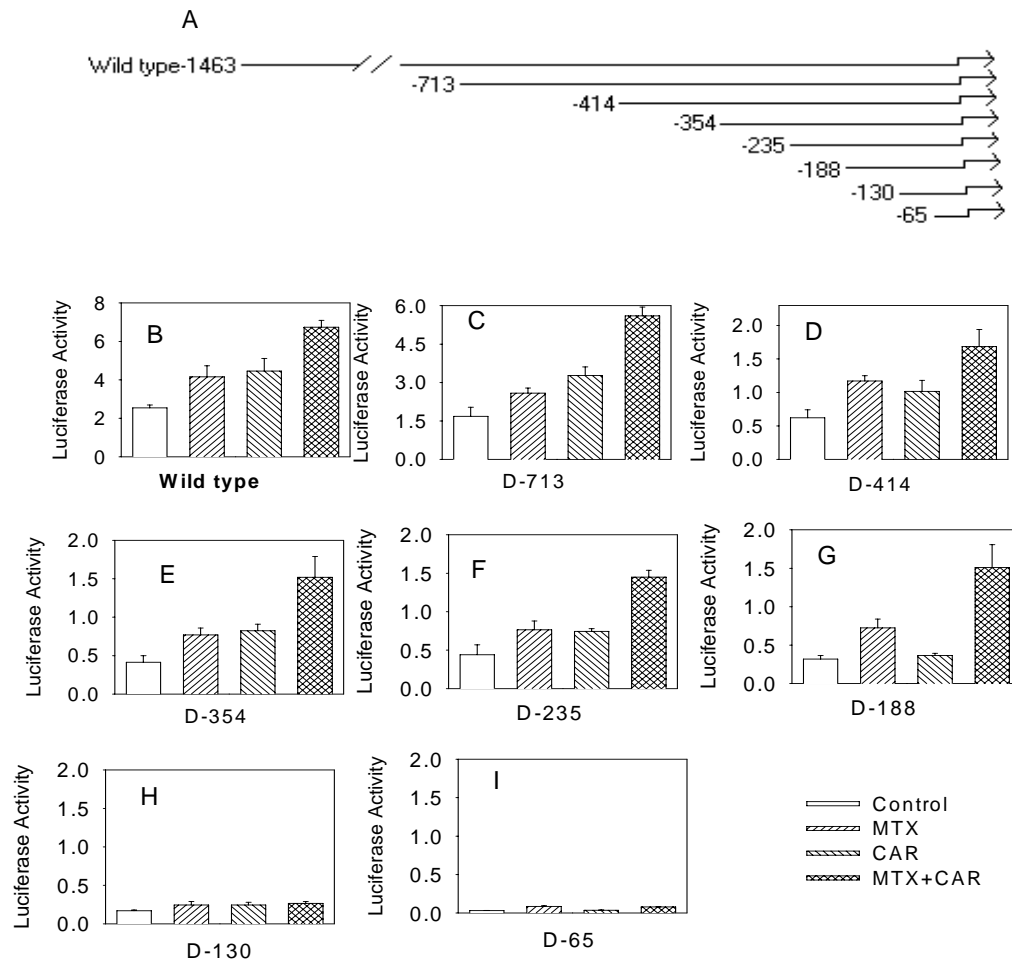 A
Wild type-1463
-713
-414
-354
-235
-188
-130
-65
B
Luciferase Activity
8
6
4
2
0
Wild type
C
Luciferase Activity
6.0
4.5
3.0
1.5
0.0
D-713
D
Luciferase Activity
2.0
1.5
1.0
0.5
0.0
D-414
E
Luciferase Activity
2.0
1.5
1.0
0.5
0.0
D-354
F
Luciferase Activity
2.0
1.5
1.0
0.5
0.0
D-235
G
Luciferase Activity
2.0
1.5
1.0
0.5
0.0
D-188
H
Luciferase Activity
2.0
1.5
1.0
0.5
0.0
D-130
I
Luciferase Activity
2.0
1.5
1.0
0.5
0.0
D-65
Control
MTX
CAR
MTX+CAR